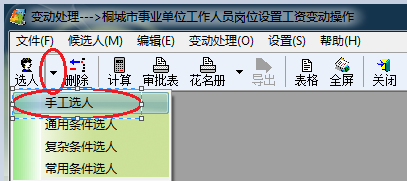 变动处理--->桐城市事业单位工作人员岗位设置工资变动操作
文件(F) 候选人(M) 编辑(E) 变动处理(O) 设置(S) 帮助(H)
选人 删除 计算 审批表 花名册 导出 表格 全屏 关闭
手工选人
通用条件选人
复杂条件选人
常用条件选人